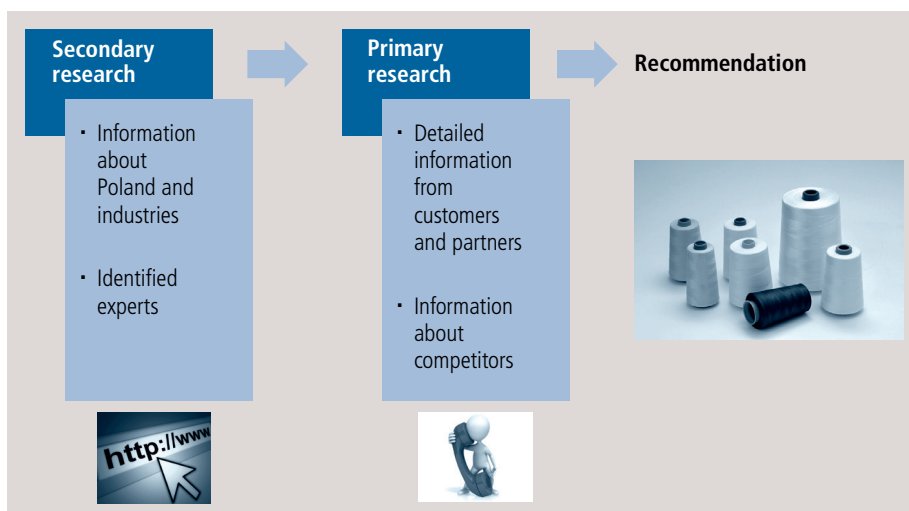 Secondary
research
Primary
research
Recommendation
· Information
about
Poland and
industries
· Identified
experts
· Detailed
information
from
customers
and partners
· Information
about
competitors
http://www